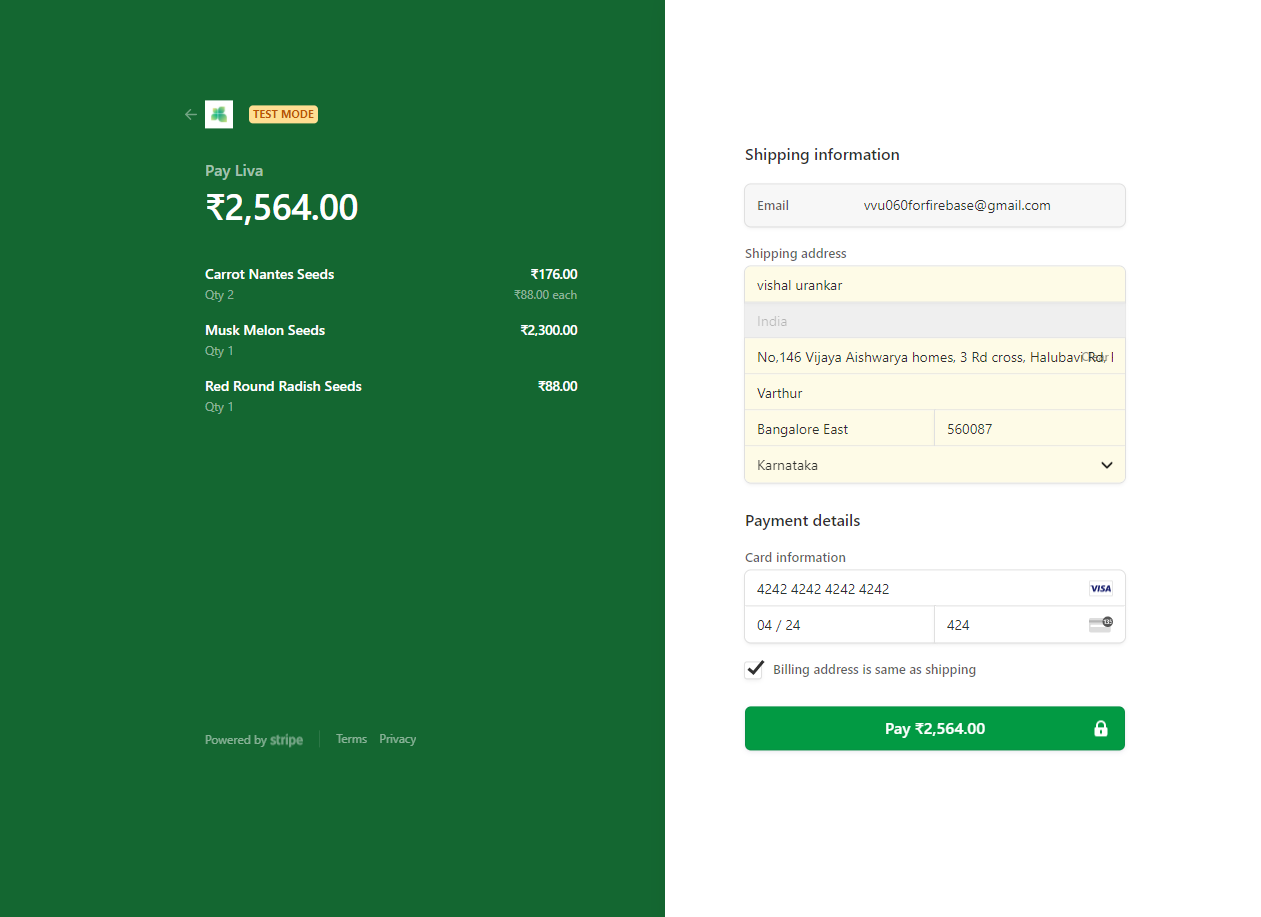 TEST MODE
Pay Liva
₹2,564.00
Carrot Nantes Seeds ₹176.00
Qty 2 ₹88.00 each
Musk Melon Seeds ₹2,300.00
Qty 1
Red Round Radish Seeds ₹88.00
Qty 1
Powered by stripe Terms Privacy
Shipping information
Email vvu060forfirebase@gmail.com
Shipping address
vishal urankar
India
No,146 Vijaya Aishwarya homes, 3 Rd cross, Halubavi Rd,
Varthur
Bangalore East 560087
Karnataka
Payment details
Card information
4242 4242 4242 4242 VISA
04 / 24 424 135
Billing address is same as shipping
Pay ₹2,564.00